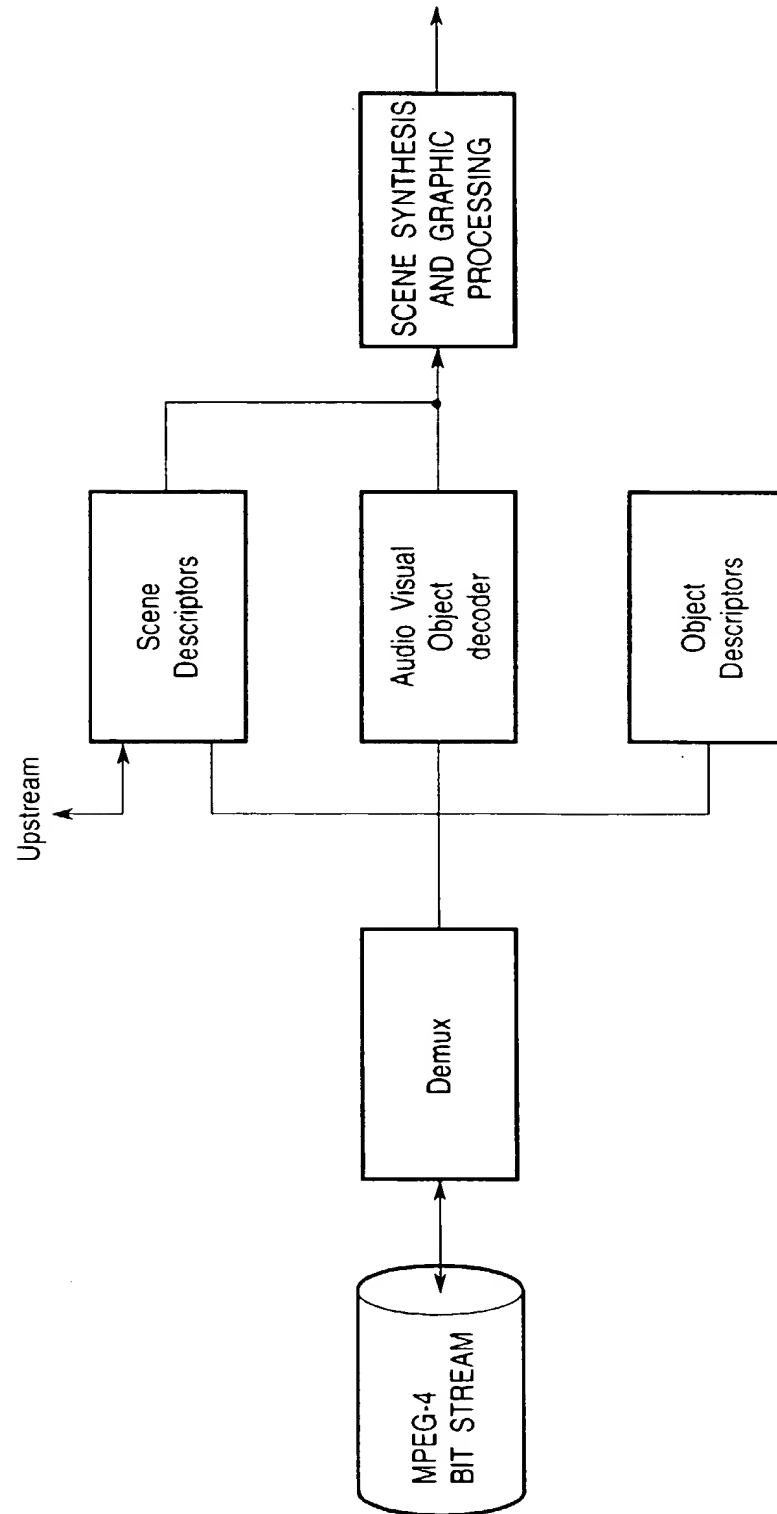 MPEG-4
BIT STREAM
Demux
Upstream
Scene
Descriptors
Audio Visual
Object
decoder
Object
Descriptors
SCENE SYNTHESIS
AND GRAPHIC
PROCESSING